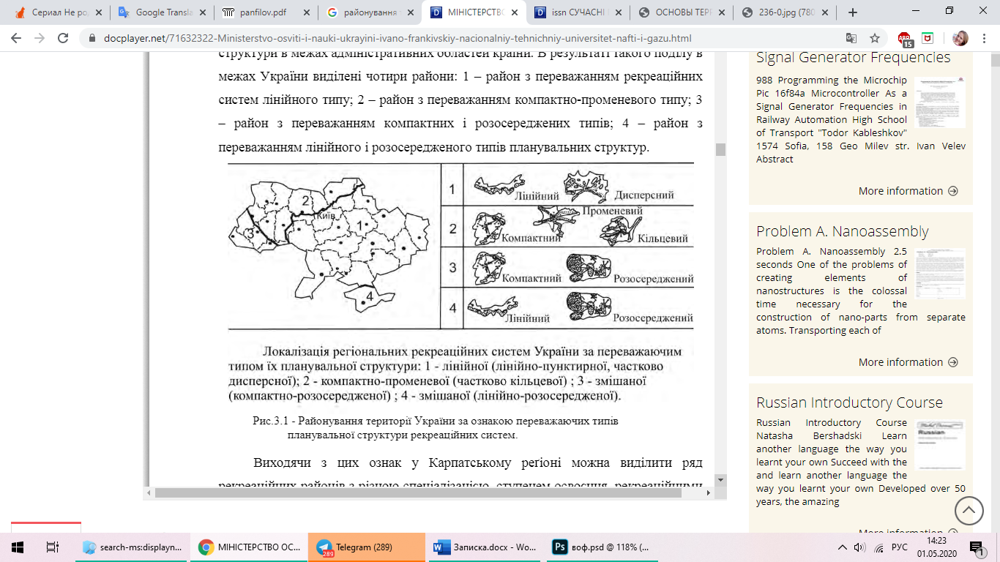 Сериал Не род
Google Transla
panfilov.pdf
районування т
МІНІСТЕРСТВО
issn СУЧАСНІ
ОСНОВЫ ТЕРР
236-0.jpg (780
docplayer.net/71632322-Ministerstvo-osviti-i-nauki-ukrayini-ivano-frankivskiy-nacionalniy-tehnichniy-universitet-nafti-i-gazu.html
15
структури в межах адміністративних областей країни. В результаті такого поділу в
межах України виділені чотири райони: 1 – район з переважанням рекреаційних
систем лінійного типу; 2 – район з переважанням компактно-променевого типу; 3
– район з переважанням компактних і розосереджених типів; 4 – район з
переважанням лінійного і розосередженого типів планувальних структур.
2
Київ
1
3
4
1
Лінійний
Дисперсний
2
Променевий
Компактний
Кільцевий
3
Компактний
Розосереджений
4
Лінійний
Розосереджений
Локалізація регіональних рекреаційних систем України за переважаючим
типом їх планувальної структури: 1 - лінійної (лінійно-пунктирної, частково
дисперсної); 2 - компактно-променевої (частково кільцевої) ; 3 - змішаної
(компактно-розосередженої) ; 4 - змішаної (лінійно-розосередженої).
Рис.3.1 - Районування території України за ознакою переважаючих типів
планувальної структури рекреаційних систем.
Виходячи з цих ознак у Карпатському регіоні можна виділити ряд
рекреаційних районів з різною спеціалізацією, ступенем освоєння, рекреаційними
Signal Generator Frequencies
988 Programming the Microchip
Pic 16f84a Microcontroller As a
Signal Generator Frequencies in
Railway Automation High School
of Transport "Todor Kableshkov"
1574 Sofia, 158 Geo Milev str. Ivan Velev
Abstract
More information
Problem A. Nanoassembly
Problem A. Nanoassembly 2.5
seconds One of the problems of
creating elements of
nanostructures is the colossal
time necessary for the
construction of nano-parts from separate
atoms. Transporting each of
More information
Russian Introductory Course
Russian Introductory Course
Natasha Bershadski Learn
another language the way you
learnt your own Succeed with the
and learn another language the
way you learnt your own Developed over 50
years, the amazing
More information
search-ms:displayn...
МІНІСТЕРСТВО ОС...
289
Telegram (289)
Записка.docx - Wo...
воф.psd @ 118% (...
РУС
14:23
01.05.2020
1